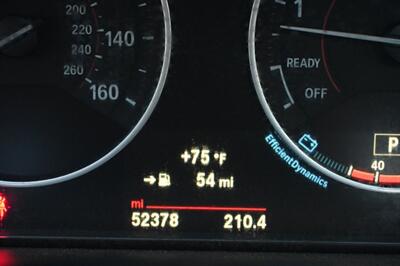 200
220
240
260
140
160
1
READY
OFF
EfficientDynamics
P
40
+75 °F
54 mi
mi
52378 210.4